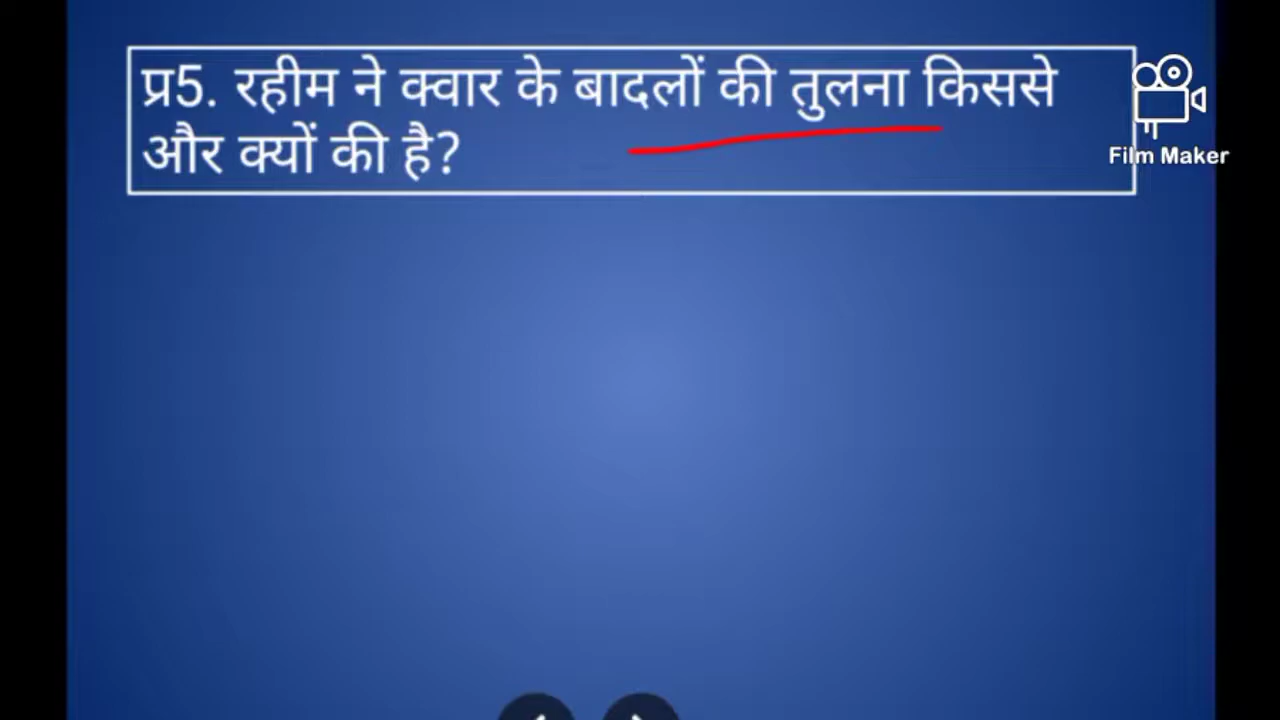 प्र5. रहीम ने क्वार के बादलों की तुलना किससे
और क्यों की है?
Film Maker